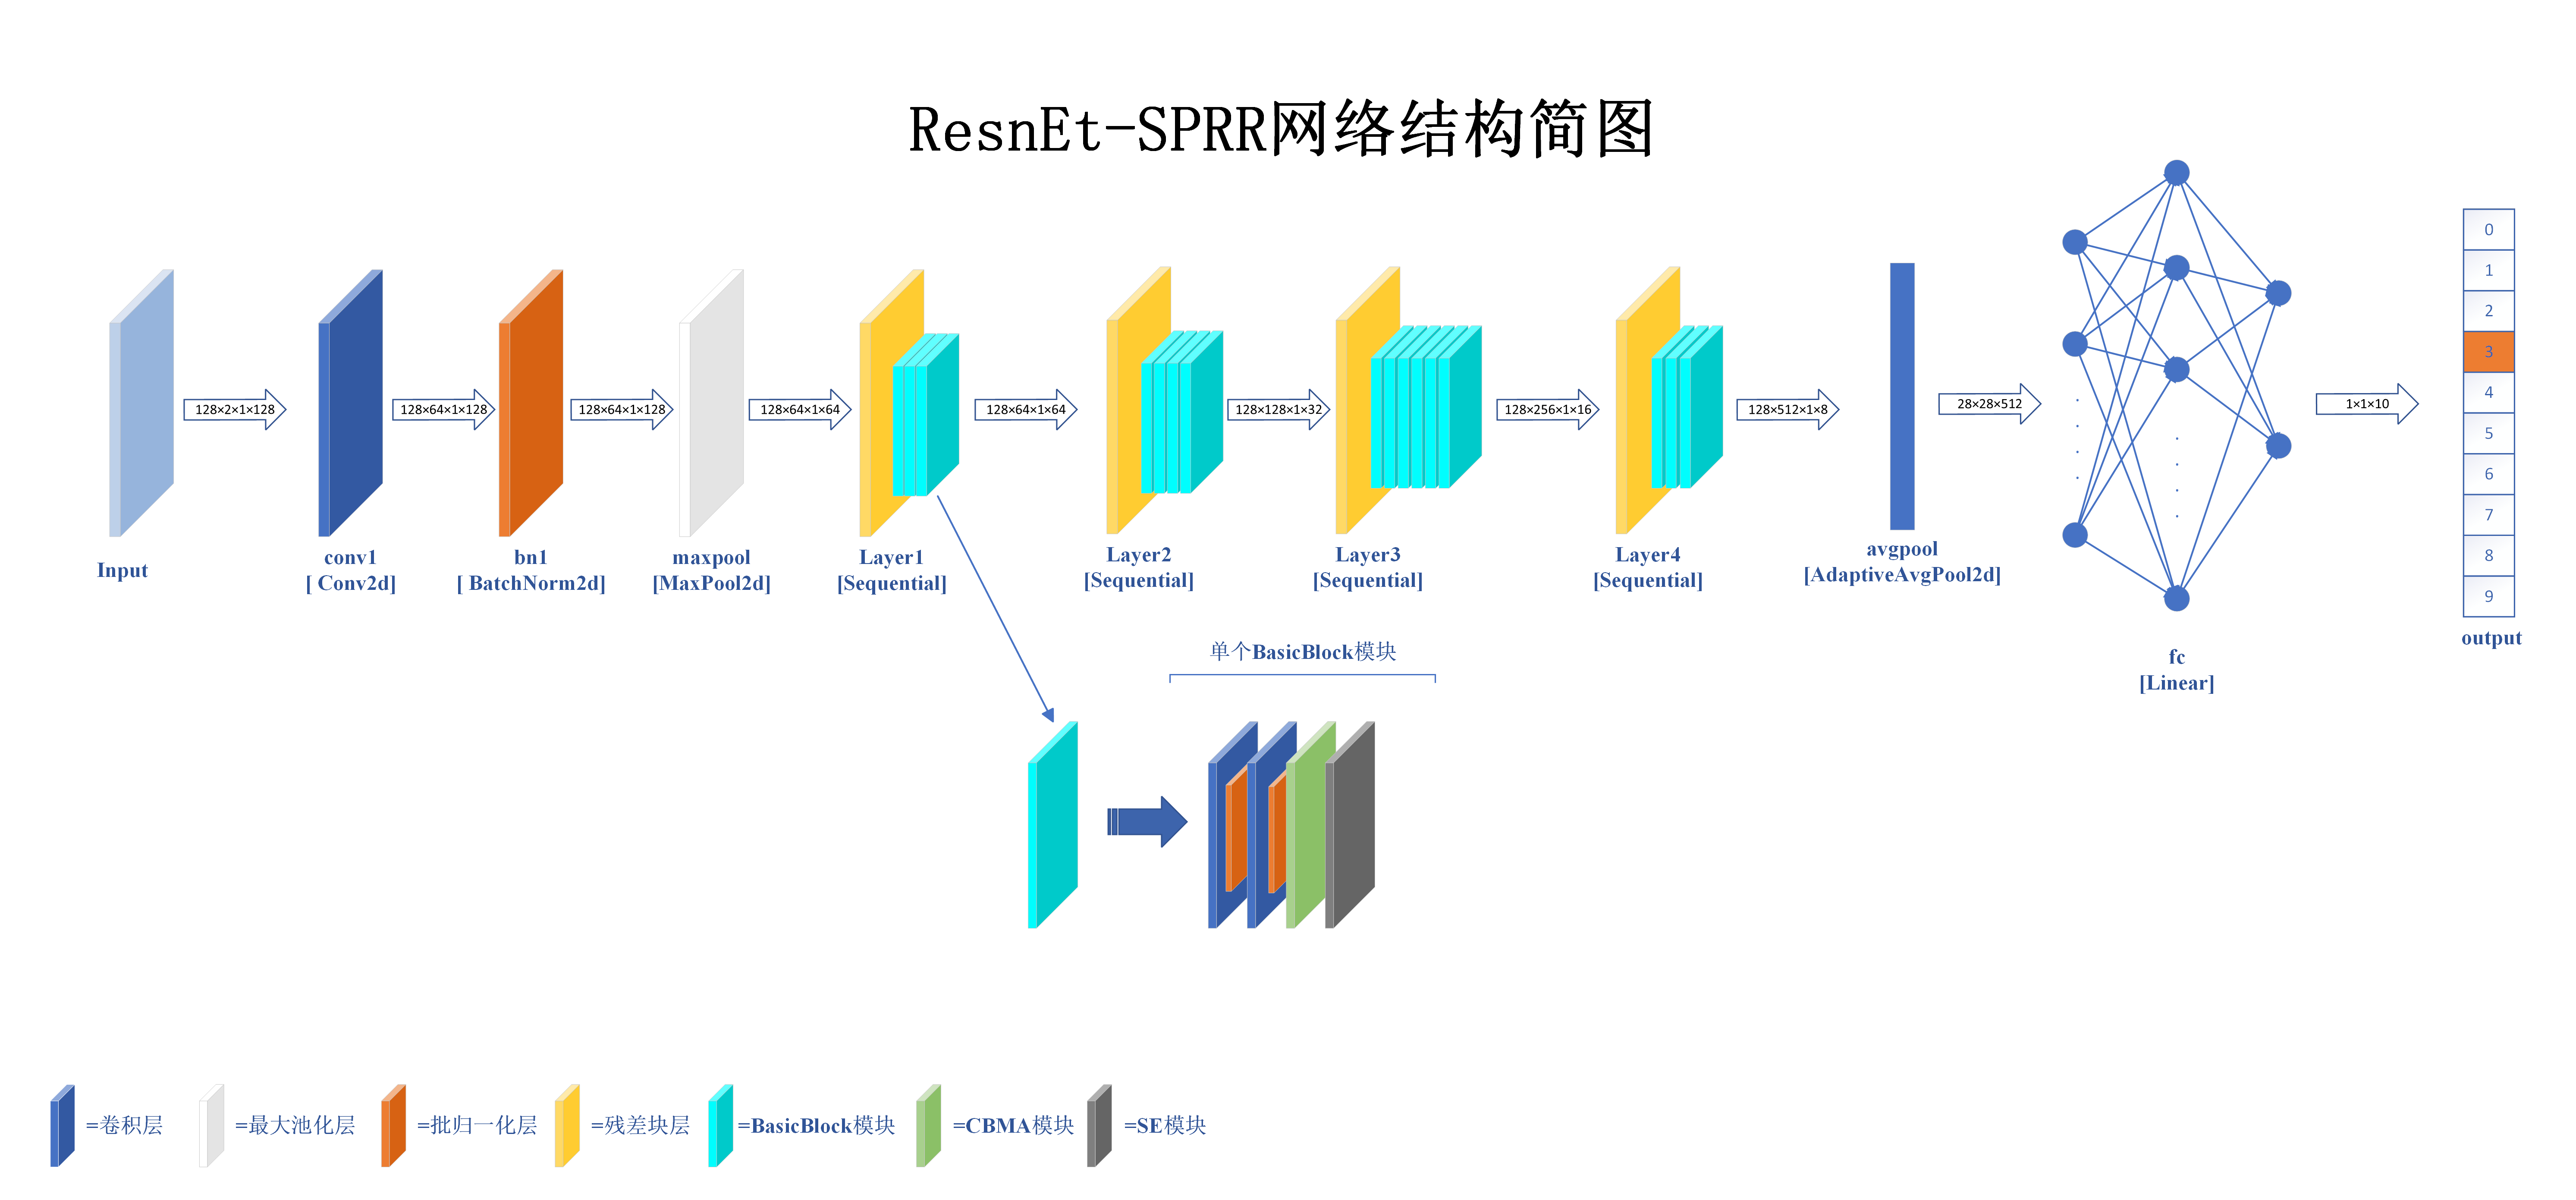 ResnEt-SPRR网络结构简图
128×2×1×128
128×64×1×128
128×64×1×128
128×64×1×64
128×64×1×64
128×128×1×32
128×256×1×16
128×512×1×8
28×28×512
1×1×10
0
1
2
3
4
5
6
7
8
9
Input
conv1
[ Conv2d]
bn1
[ BatchNorm2d]
maxpool
[MaxPool2d]
Layer1
[Sequential]
Layer2
[Sequential]
Layer3
[Sequential]
Layer4
[Sequential]
avgpool
[AdaptiveAvgPool2d]
fc
[Linear]
output
单个BasicBlock模块
=卷积层
=最大池化层
=批归一化层
=残差块层
=BasicBlock模块
=CBMA模块
=SE模块